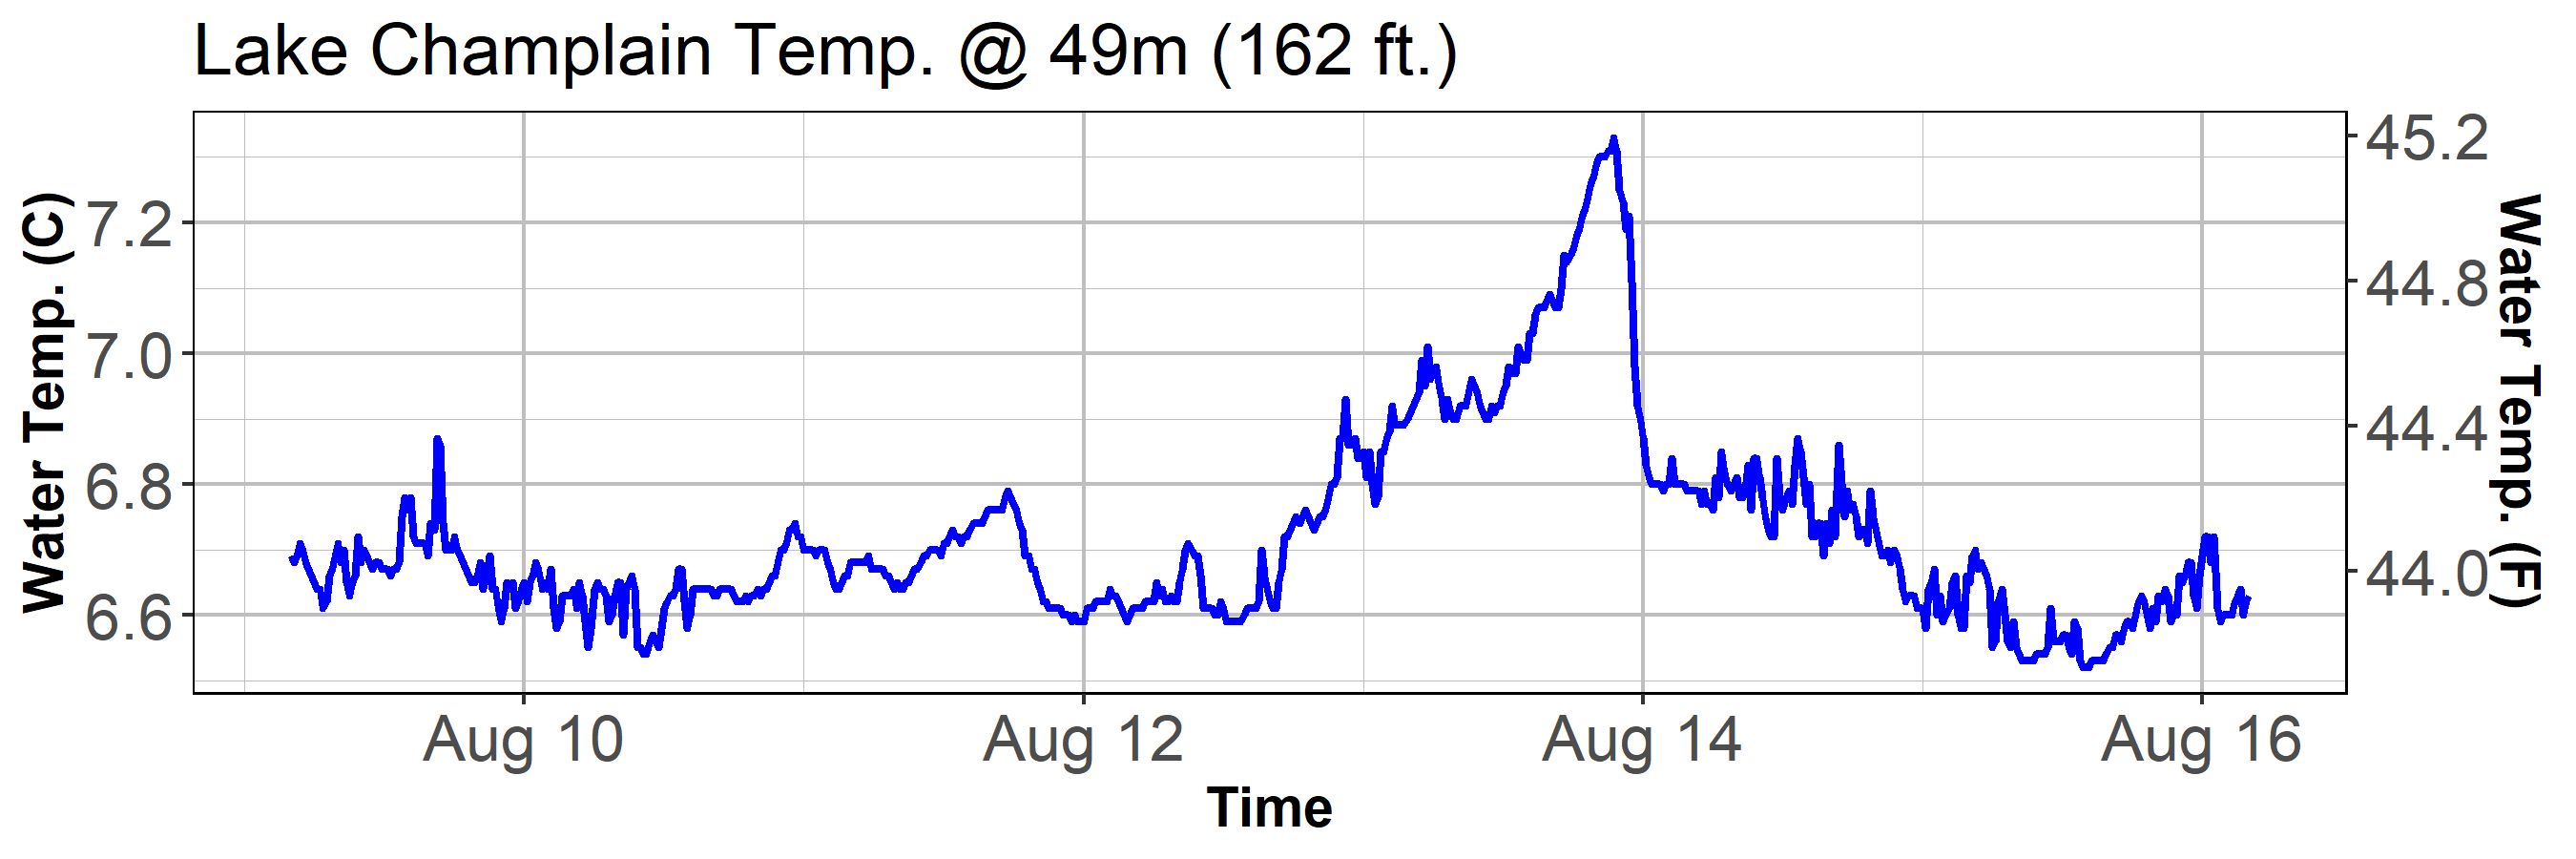 Lake Champlain Temp. @ 49m (162 ft.)
Water Temp. (C)
7.2
7.0
6.8
6.6
45.2
44.8
44.4
44.0
Water Temp. (F)
Aug 10
Aug 12
Aug 14
Aug 16
Time